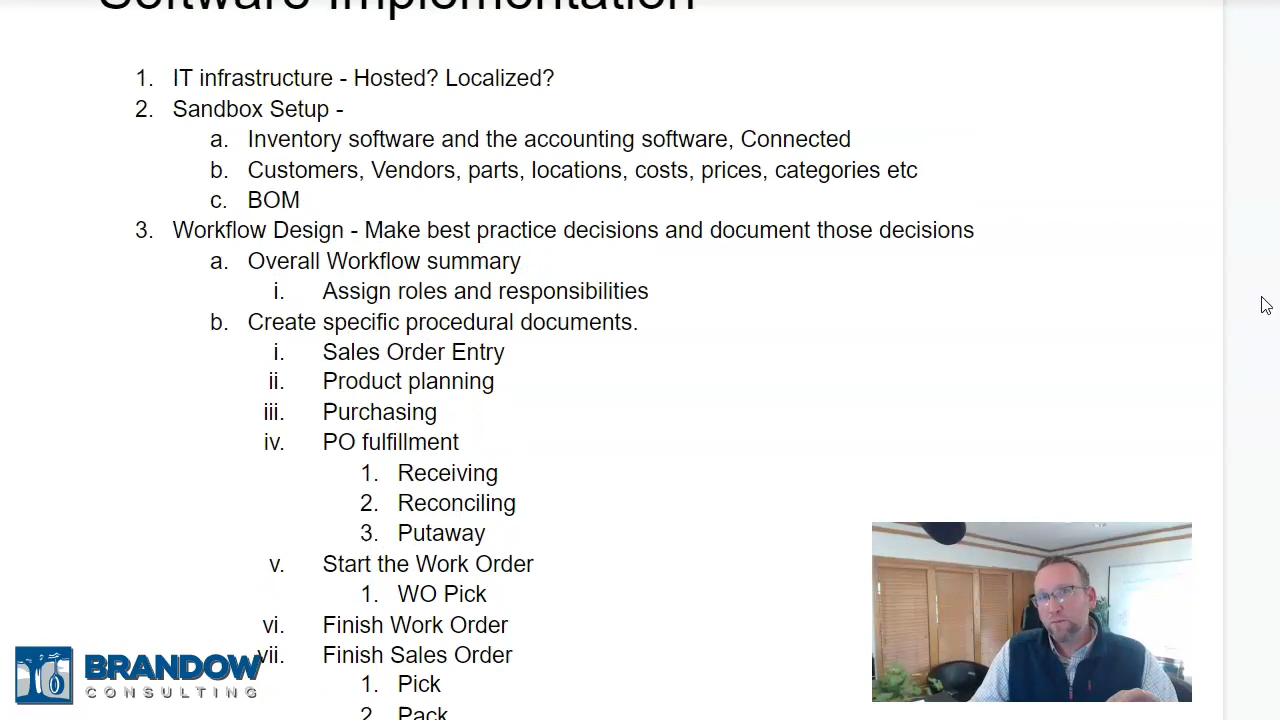 Software Implementation
1. IT infrastructure - Hosted? Localized?
2. Sandbox Setup -
a. Inventory software and the accounting software, Connected
b. Customers, Vendors, parts, locations, costs, prices, categories etc
c. BOM
3. Workflow Design - Make best practice decisions and document those decisions
a. Overall Workflow summary
i. Assign roles and responsibilities
b. Create specific procedural documents.
i. Sales Order Entry
ii. Product planning
iii. Purchasing
iv. PO fulfillment
1. Receiving
2. Reconciling
3. Putaway
v. Start the Work Order
1. WO Pick
vi. Finish Work Order
vii. Finish Sales Order
1. Pick
2. Pack
BRANDOW
CONSULTING